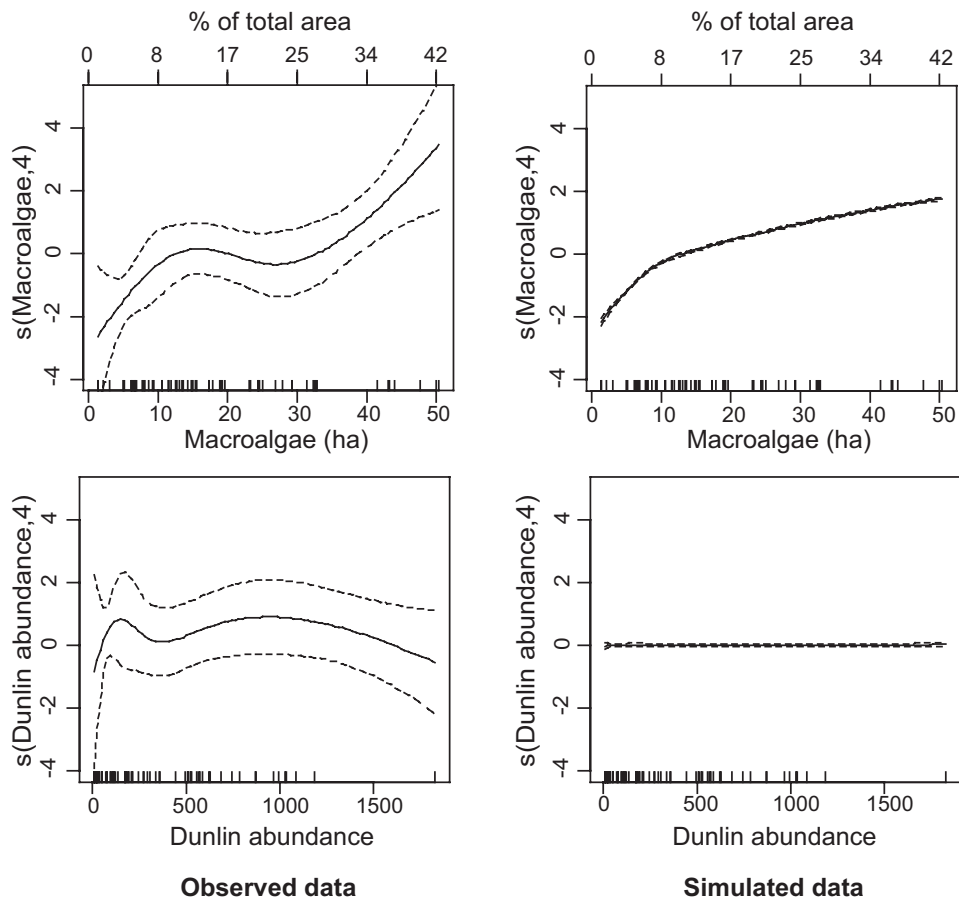 % of total area
0 8 17 25 34 42
s(Macroalgae,4)
4
2
0
-2
-4
0 10 20 30 40 50
Macroalgae (ha)
% of total area
0 8 17 25 34 42
s(Macroalgae,4)
4
2
0
-2
-4
0 10 20 30 40 50
Macroalgae (ha)
s(Dunlin abundance,4)
4
2
0
-2
-4
0 500 1000 1500
Dunlin abundance
s(Dunlin abundance,4)
4
2
0
-2
-4
0 500 1000 1500
Dunlin abundance
Observed data
Simulated data